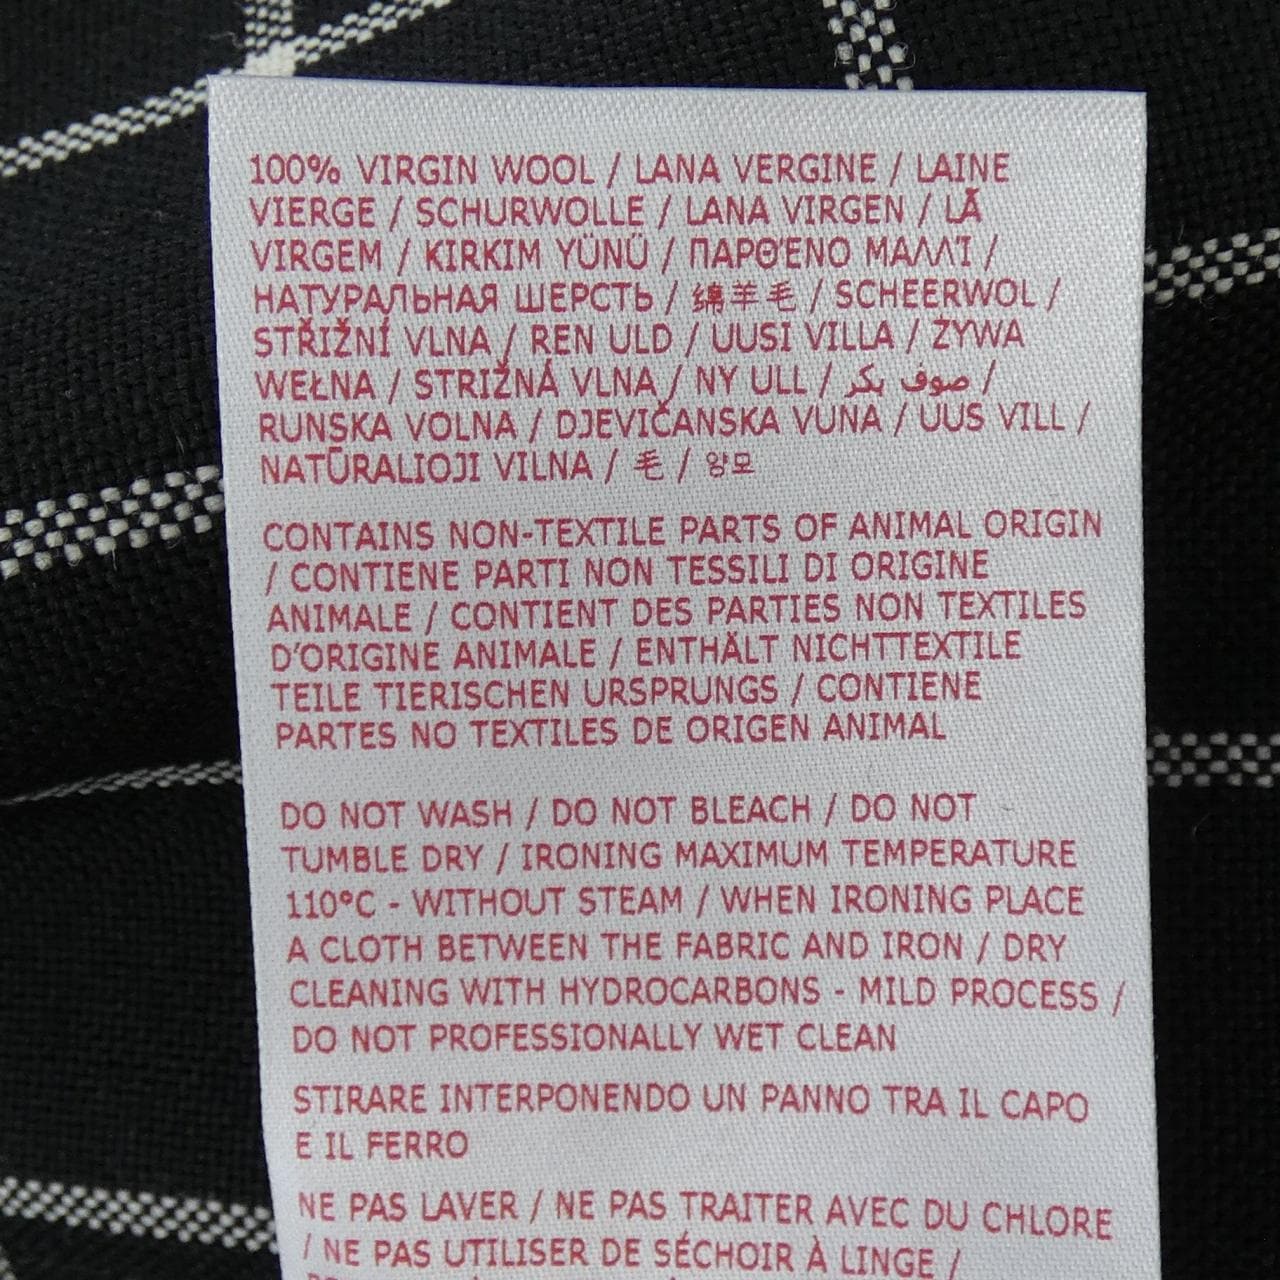 100% VIRGIN WOOL / LANA VERGINE / LAINE
VIERGE / SCHURWOLLE / LANA VIRGEN / LÃ
VIRGEM / KIRKIM YÜNÜ / ΠΑΡΘΈΝΟ ΜΑΛΛΊ /
НАТУРАЛЬНАЯ ШЕРСТЬ / 绵羊毛 / SCHEERWOL /
STŘIŽNÍ VLNA / REN ULD / UUSI VILLA / ŻYWA
WEŁNA / STRIŽNÁ VLNA / NY ULL / صوف بكر /
RUNSKA VOLNA / DJEVIČANSKA VUNA / UUS VILL /
NATŪRALIOJI VILNA / 毛 / 양모
CONTAINS NON-TEXTILE PARTS OF ANIMAL ORIGIN
/ CONTIENE PARTI NON TESSILI DI ORIGINE
ANIMALE / CONTIENT DES PARTIES NON TEXTILES
D'ORIGINE ANIMALE / ENTHÄLT NICHTTEXTILE
TEILE TIERISCHEN URSPRUNGS / CONTIENE
PARTES NO TEXTILES DE ORIGEN ANIMAL
DO NOT WASH / DO NOT BLEACH / DO NOT
TUMBLE DRY / IRONING MAXIMUM TEMPERATURE
110°C - WITHOUT STEAM / WHEN IRONING PLACE
A CLOTH BETWEEN THE FABRIC AND IRON / DRY
CLEANING WITH HYDROCARBONS - MILD PROCESS /
DO NOT PROFESSIONALLY WET CLEAN
STIRARE INTERPONENDO UN PANNO TRA IL CAPO
E IL FERRO
NE PAS LAVER / NE PAS TRAITER AVEC DU CHLORE
/ NE PAS UTILISER DE SÉCHOIR À LINGE /